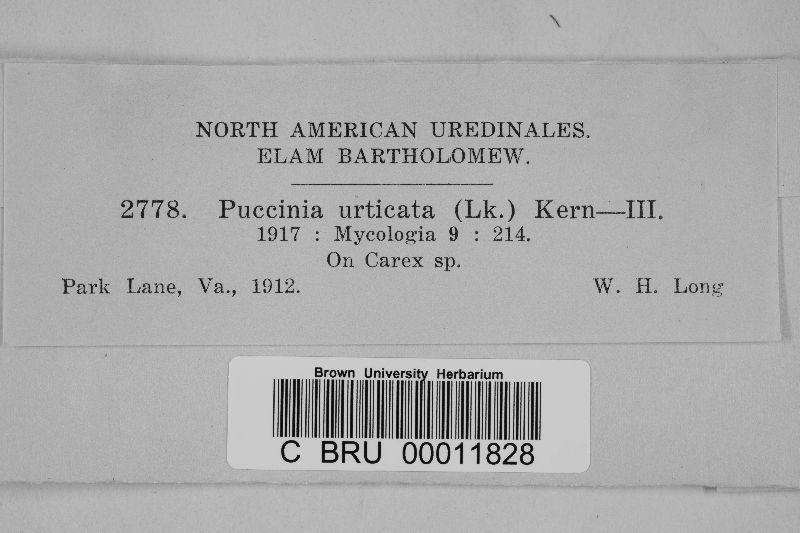 NORTH AMERICAN UREDINALES.
ELAM BARTHOLOMEW.
2778. Puccinia urticata (Lk.) Kern—III.
1917 : Mycologia 9 : 214.
On Carex sp.
Park Lane, Va., 1912. W. H. Long
Brown University Herbarium
C BRU 00011828